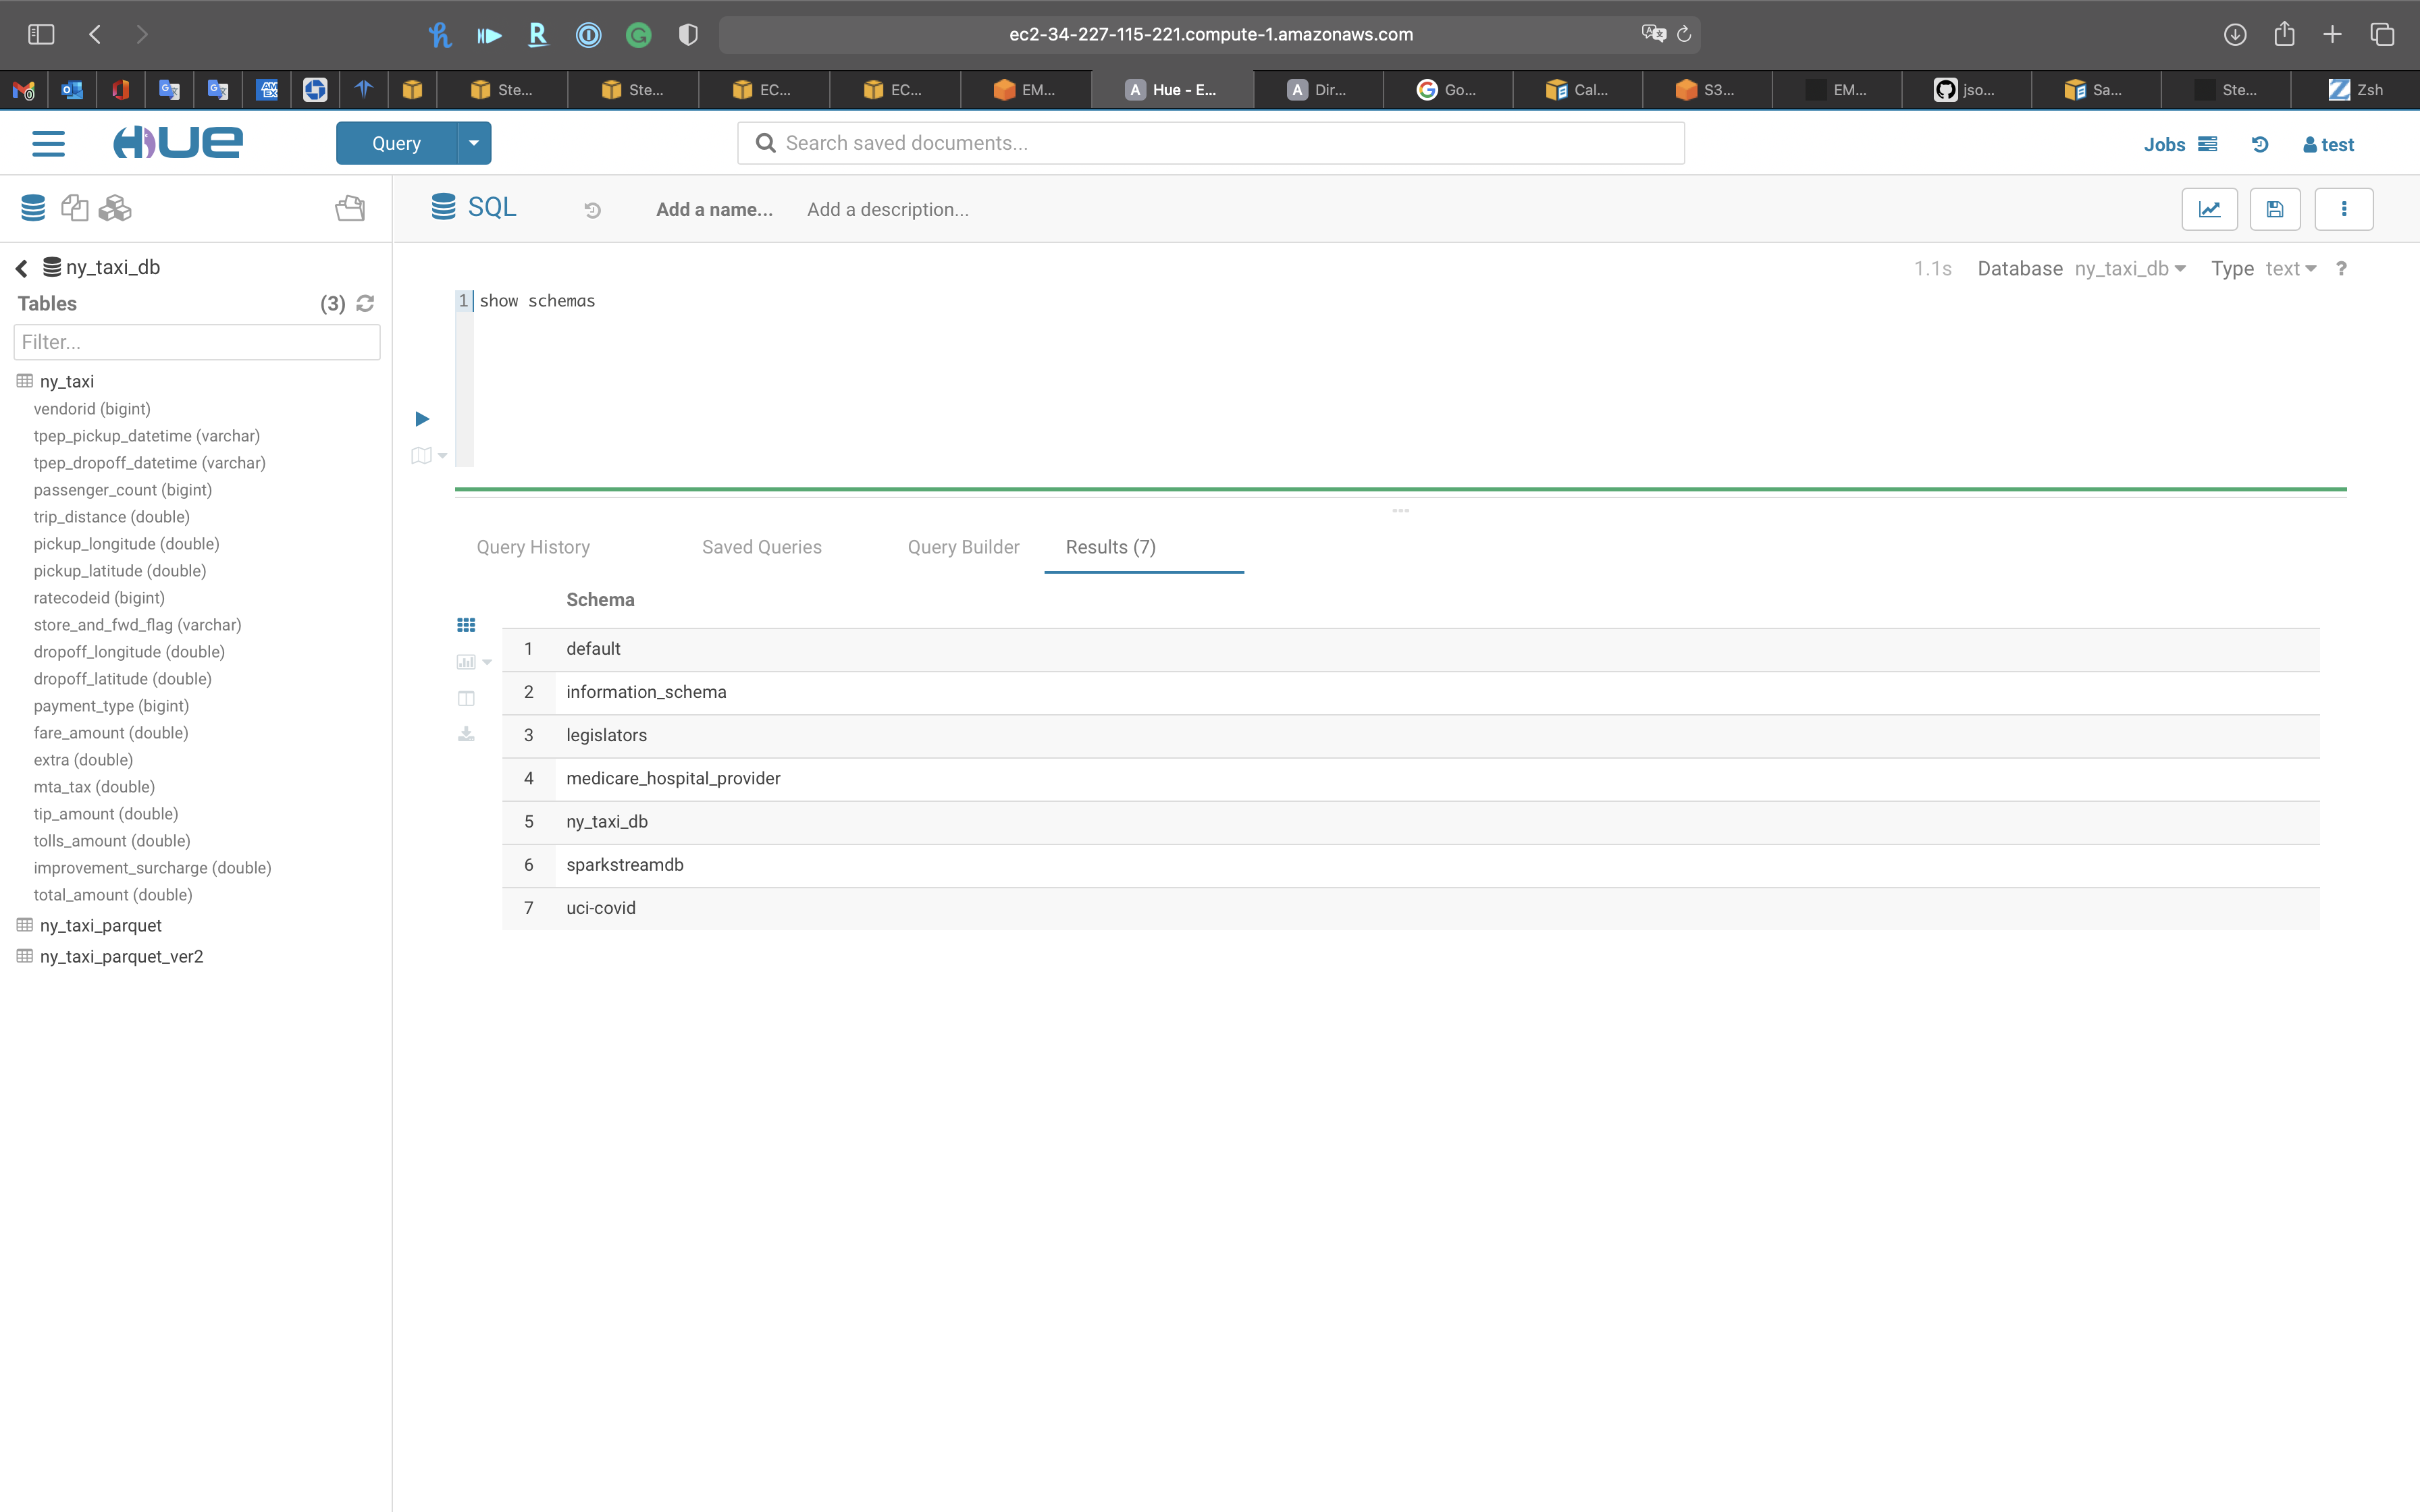 ec2-34-227-115-221.compute-1.amazonaws.com
Ste... Ste... EC... EC... EM... A Hue - E... A Dir... Go... Cal... S3... EM... jso... Sa... Ste... Zsh
HUE Query Search saved documents... Jobs test
SQL Add a name... Add a description...
ny_taxi_db
1.1s Database ny_taxi_db Type text ?
Tables (3)
Filter...
1 show schemas
ny_taxi
vendorid (bigint)
tpep_pickup_datetime (varchar)
tpep_dropoff_datetime (varchar)
passenger_count (bigint)
trip_distance (double)
pickup_longitude (double)
pickup_latitude (double)
ratecodeid (bigint)
store_and_fwd_flag (varchar)
dropoff_longitude (double)
dropoff_latitude (double)
payment_type (bigint)
fare_amount (double)
extra (double)
mta_tax (double)
tip_amount (double)
tolls_amount (double)
improvement_surcharge (double)
total_amount (double)
ny_taxi_parquet
ny_taxi_parquet_ver2
Query History Saved Queries Query Builder Results (7)
Schema
1 default
2 information_schema
3 legislators
4 medicare_hospital_provider
5 ny_taxi_db
6 sparkstreamdb
7 uci-covid